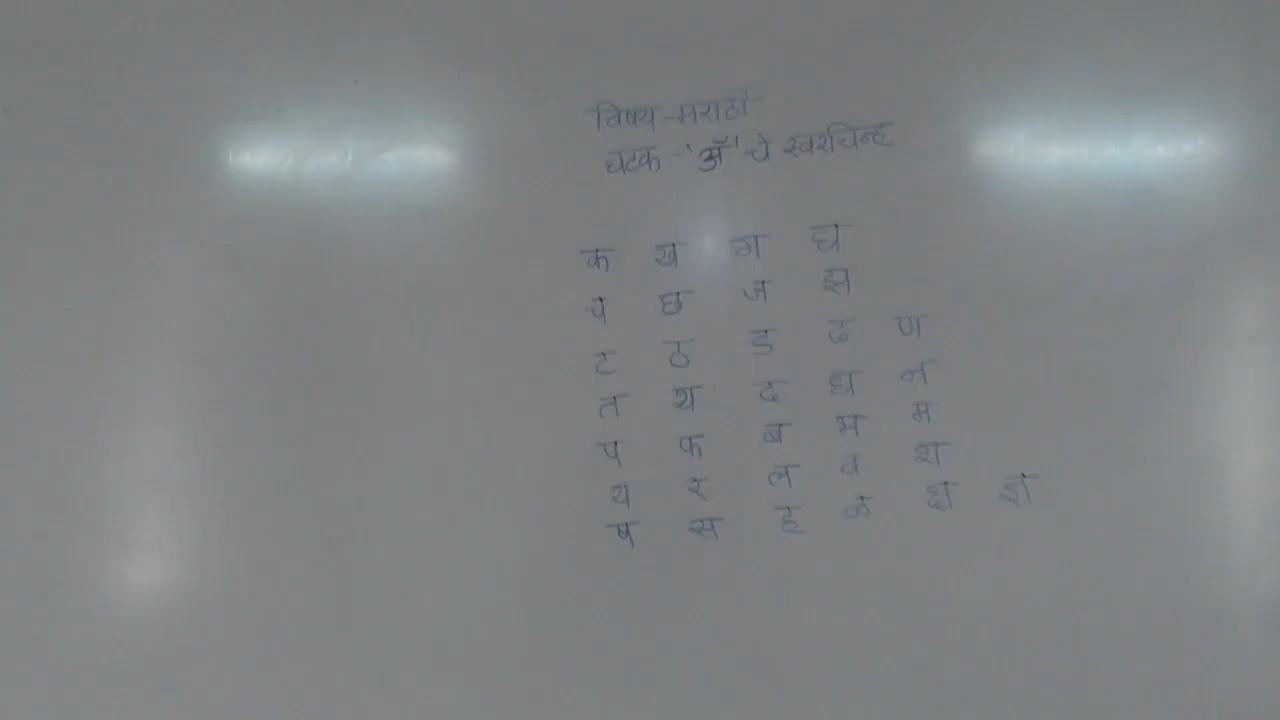 विषय - मराठी
घटक - 'ॲ' चे स्वरचिन्ह
क ख ग घ
च छ ज झ
ट ठ ड ढ ण
त थ द ध न
प फ ब भ म
य र ल व श
ष स ह ळ क्ष ज्ञ